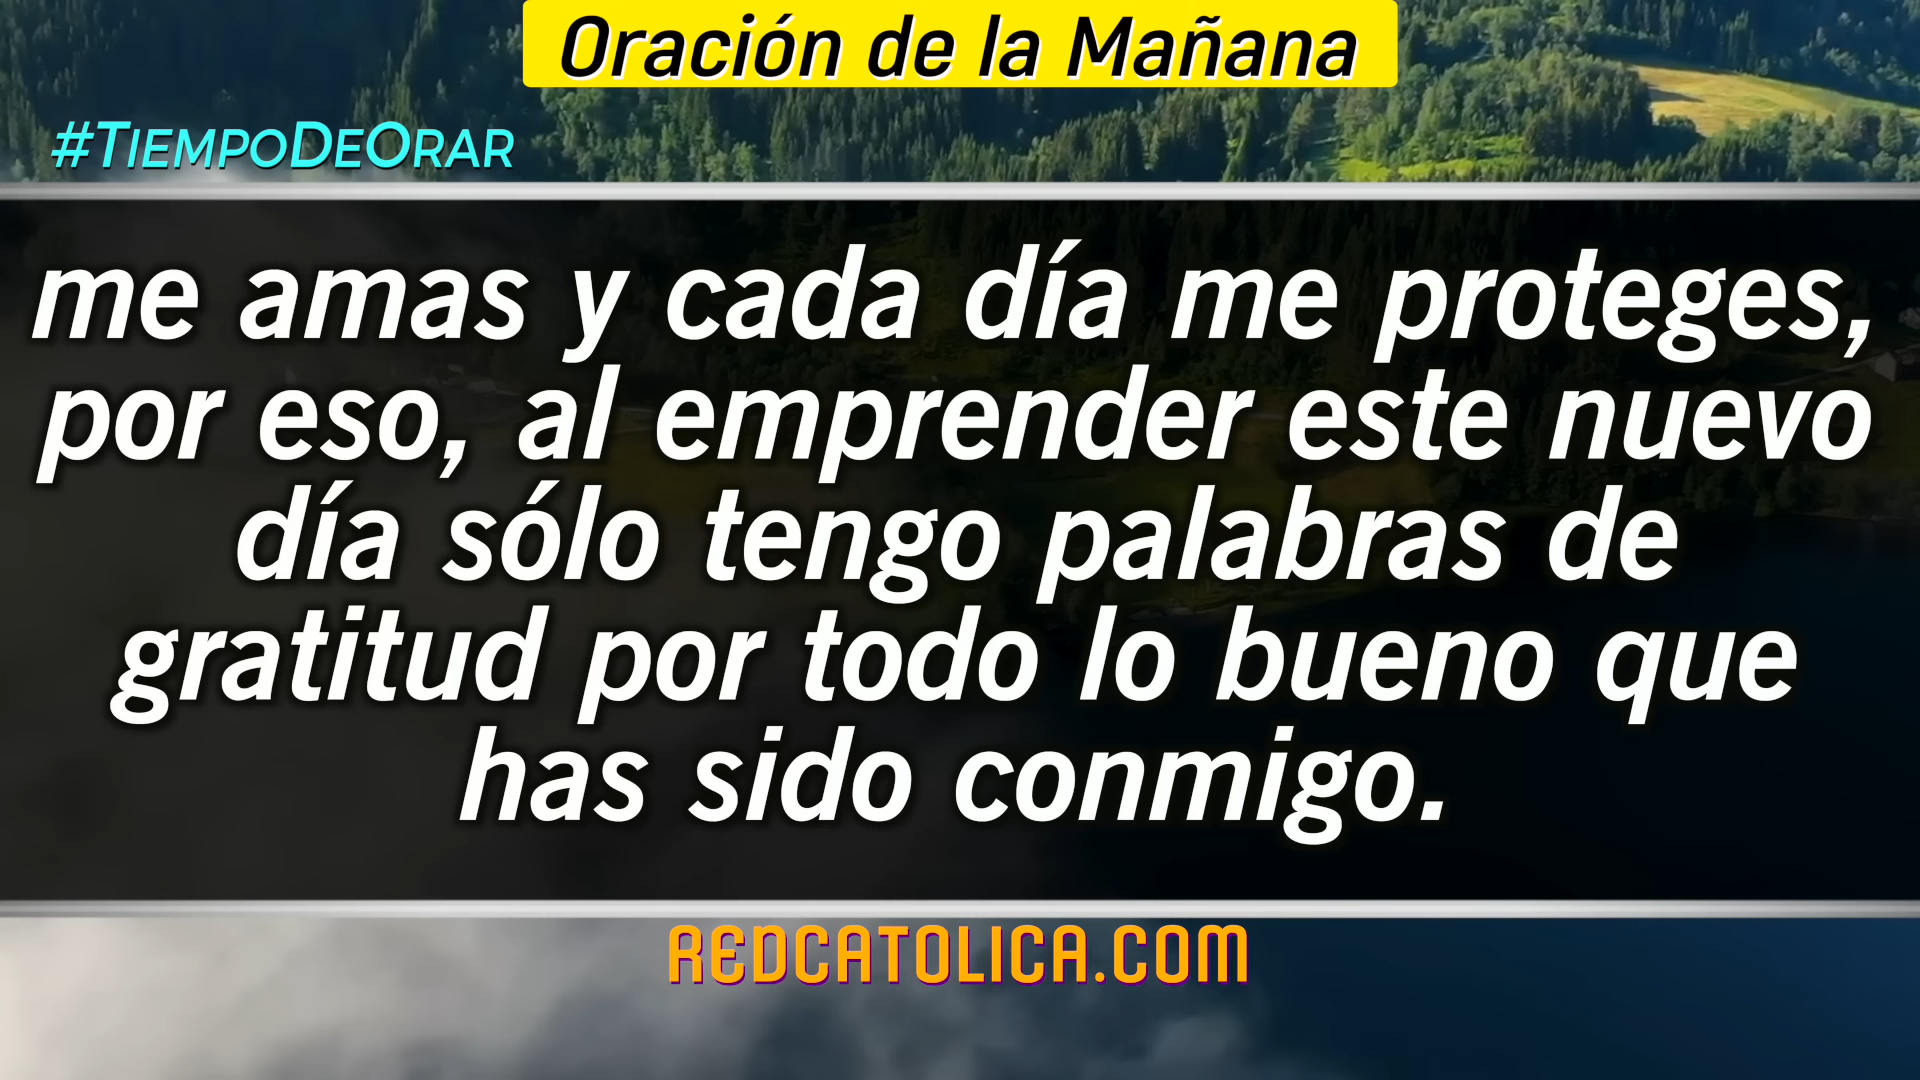 Oración de la Mañana
#TiempoDeOrar
me amas y cada día me proteges,
por eso, al emprender este nuevo
día sólo tengo palabras de
gratitud por todo lo bueno que
has sido conmigo.
REDCATOLICA.COM